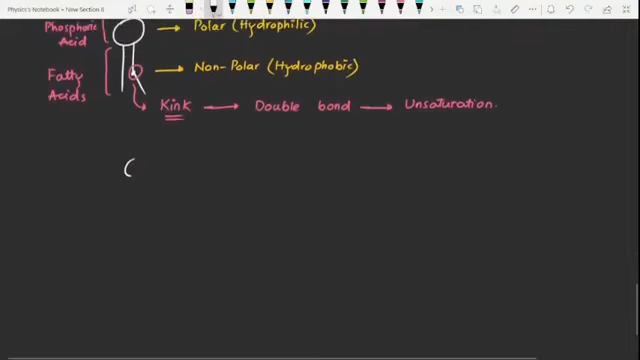 Physics's Notebook • New Section 6
Phosphoric Acid → Polar (Hydrophilic)
Fatty Acids → Non-Polar (Hydrophobic)
Kink → Double bond → Unsaturation.